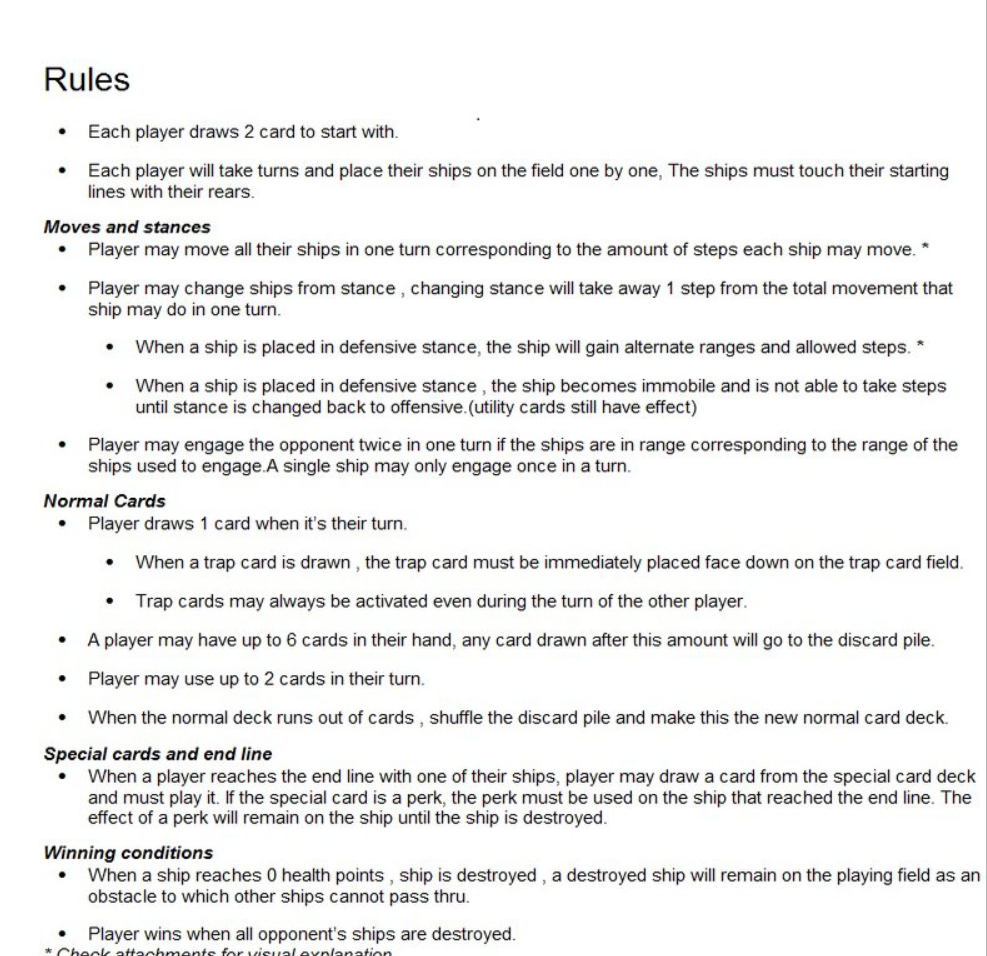 Rules
• Each player draws 2 card to start with.
• Each player will take turns and place their ships on the field one by one, The ships must touch their starting
lines with their rears.
Moves and stances
• Player may move all their ships in one turn corresponding to the amount of steps each ship may move. *
• Player may change ships from stance , changing stance will take away 1 step from the total movement that
ship may do in one turn.
• When a ship is placed in defensive stance, the ship will gain alternate ranges and allowed steps. *
• When a ship is placed in defensive stance , the ship becomes immobile and is not able to take steps
until stance is changed back to offensive.(utility cards still have effect)
• Player may engage the opponent twice in one turn if the ships are in range corresponding to the range of the
ships used to engage.A single ship may only engage once in a turn.
Normal Cards
• Player draws 1 card when it's their turn.
• When a trap card is drawn , the trap card must be immediately placed face down on the trap card field.
• Trap cards may always be activated even during the turn of the other player.
• A player may have up to 6 cards in their hand, any card drawn after this amount will go to the discard pile.
• Player may use up to 2 cards in their turn.
• When the normal deck runs out of cards , shuffle the discard pile and make this the new normal card deck.
Special cards and end line
• When a player reaches the end line with one of their ships, player may draw a card from the special card deck
and must play it. If the special card is a perk, the perk must be used on the ship that reached the end line. The
effect of a perk will remain on the ship until the ship is destroyed.
Winning conditions
• When a ship reaches 0 health points , ship is destroyed , a destroyed ship will remain on the playing field as an
obstacle to which other ships cannot pass thru.
• Player wins when all opponent's ships are destroyed.
* Check attachments for visual explanation